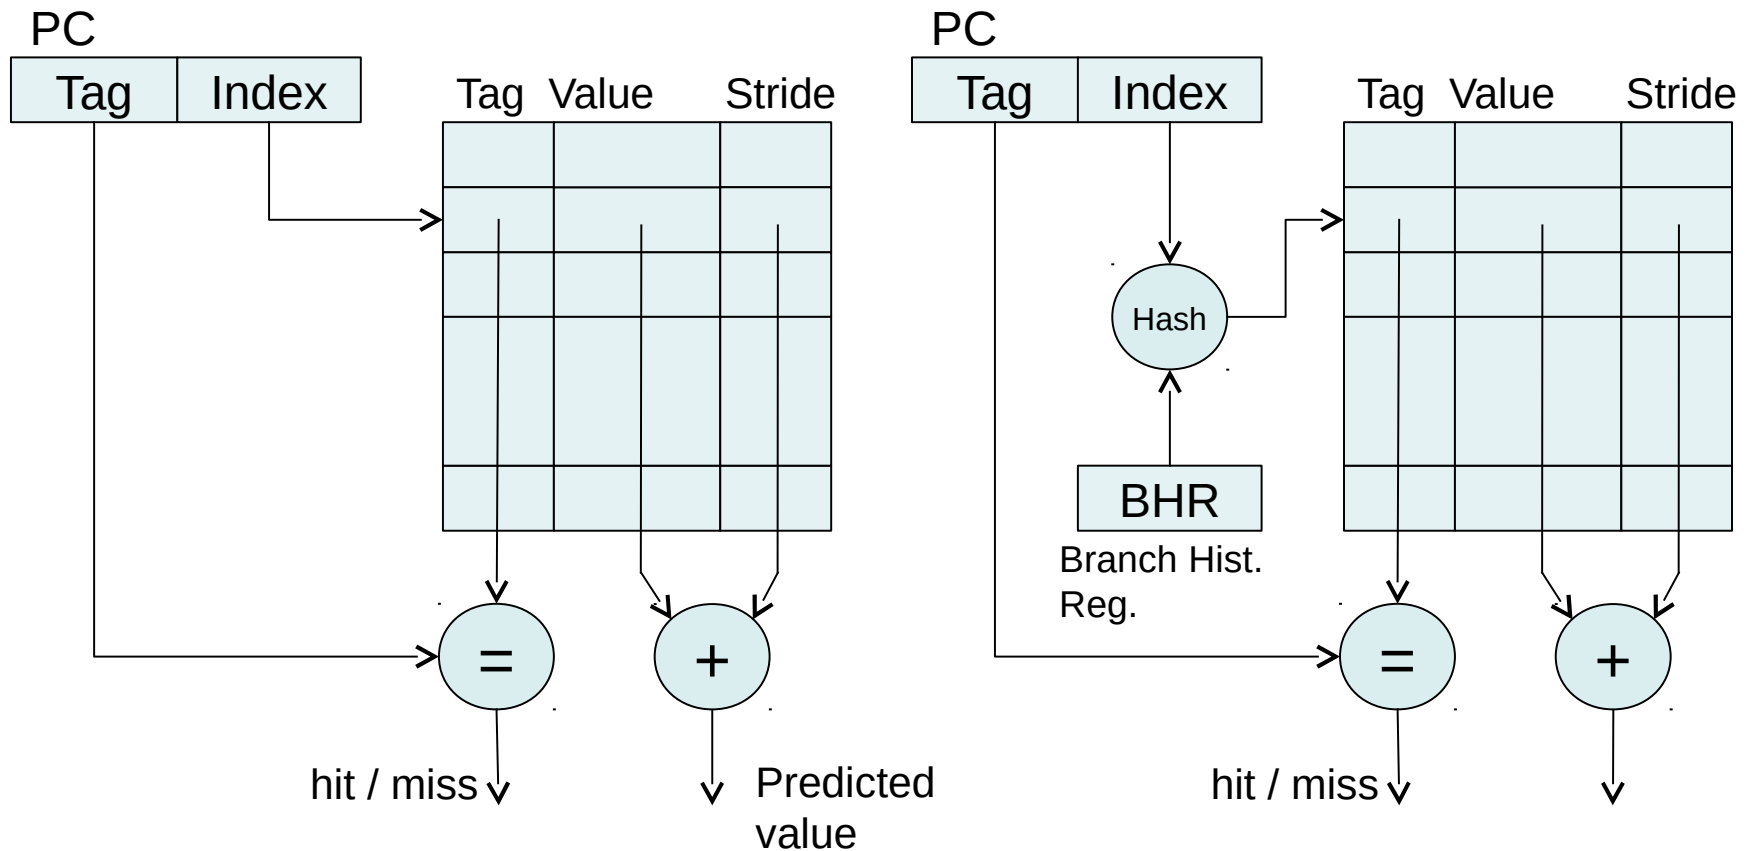 PC
Tag Index
Tag Value Stride
=
+
hit / miss
Predicted
value
PC
Tag Index
Tag Value Stride
Hash
BHR
Branch Hist.
Reg.
=
+
hit / miss